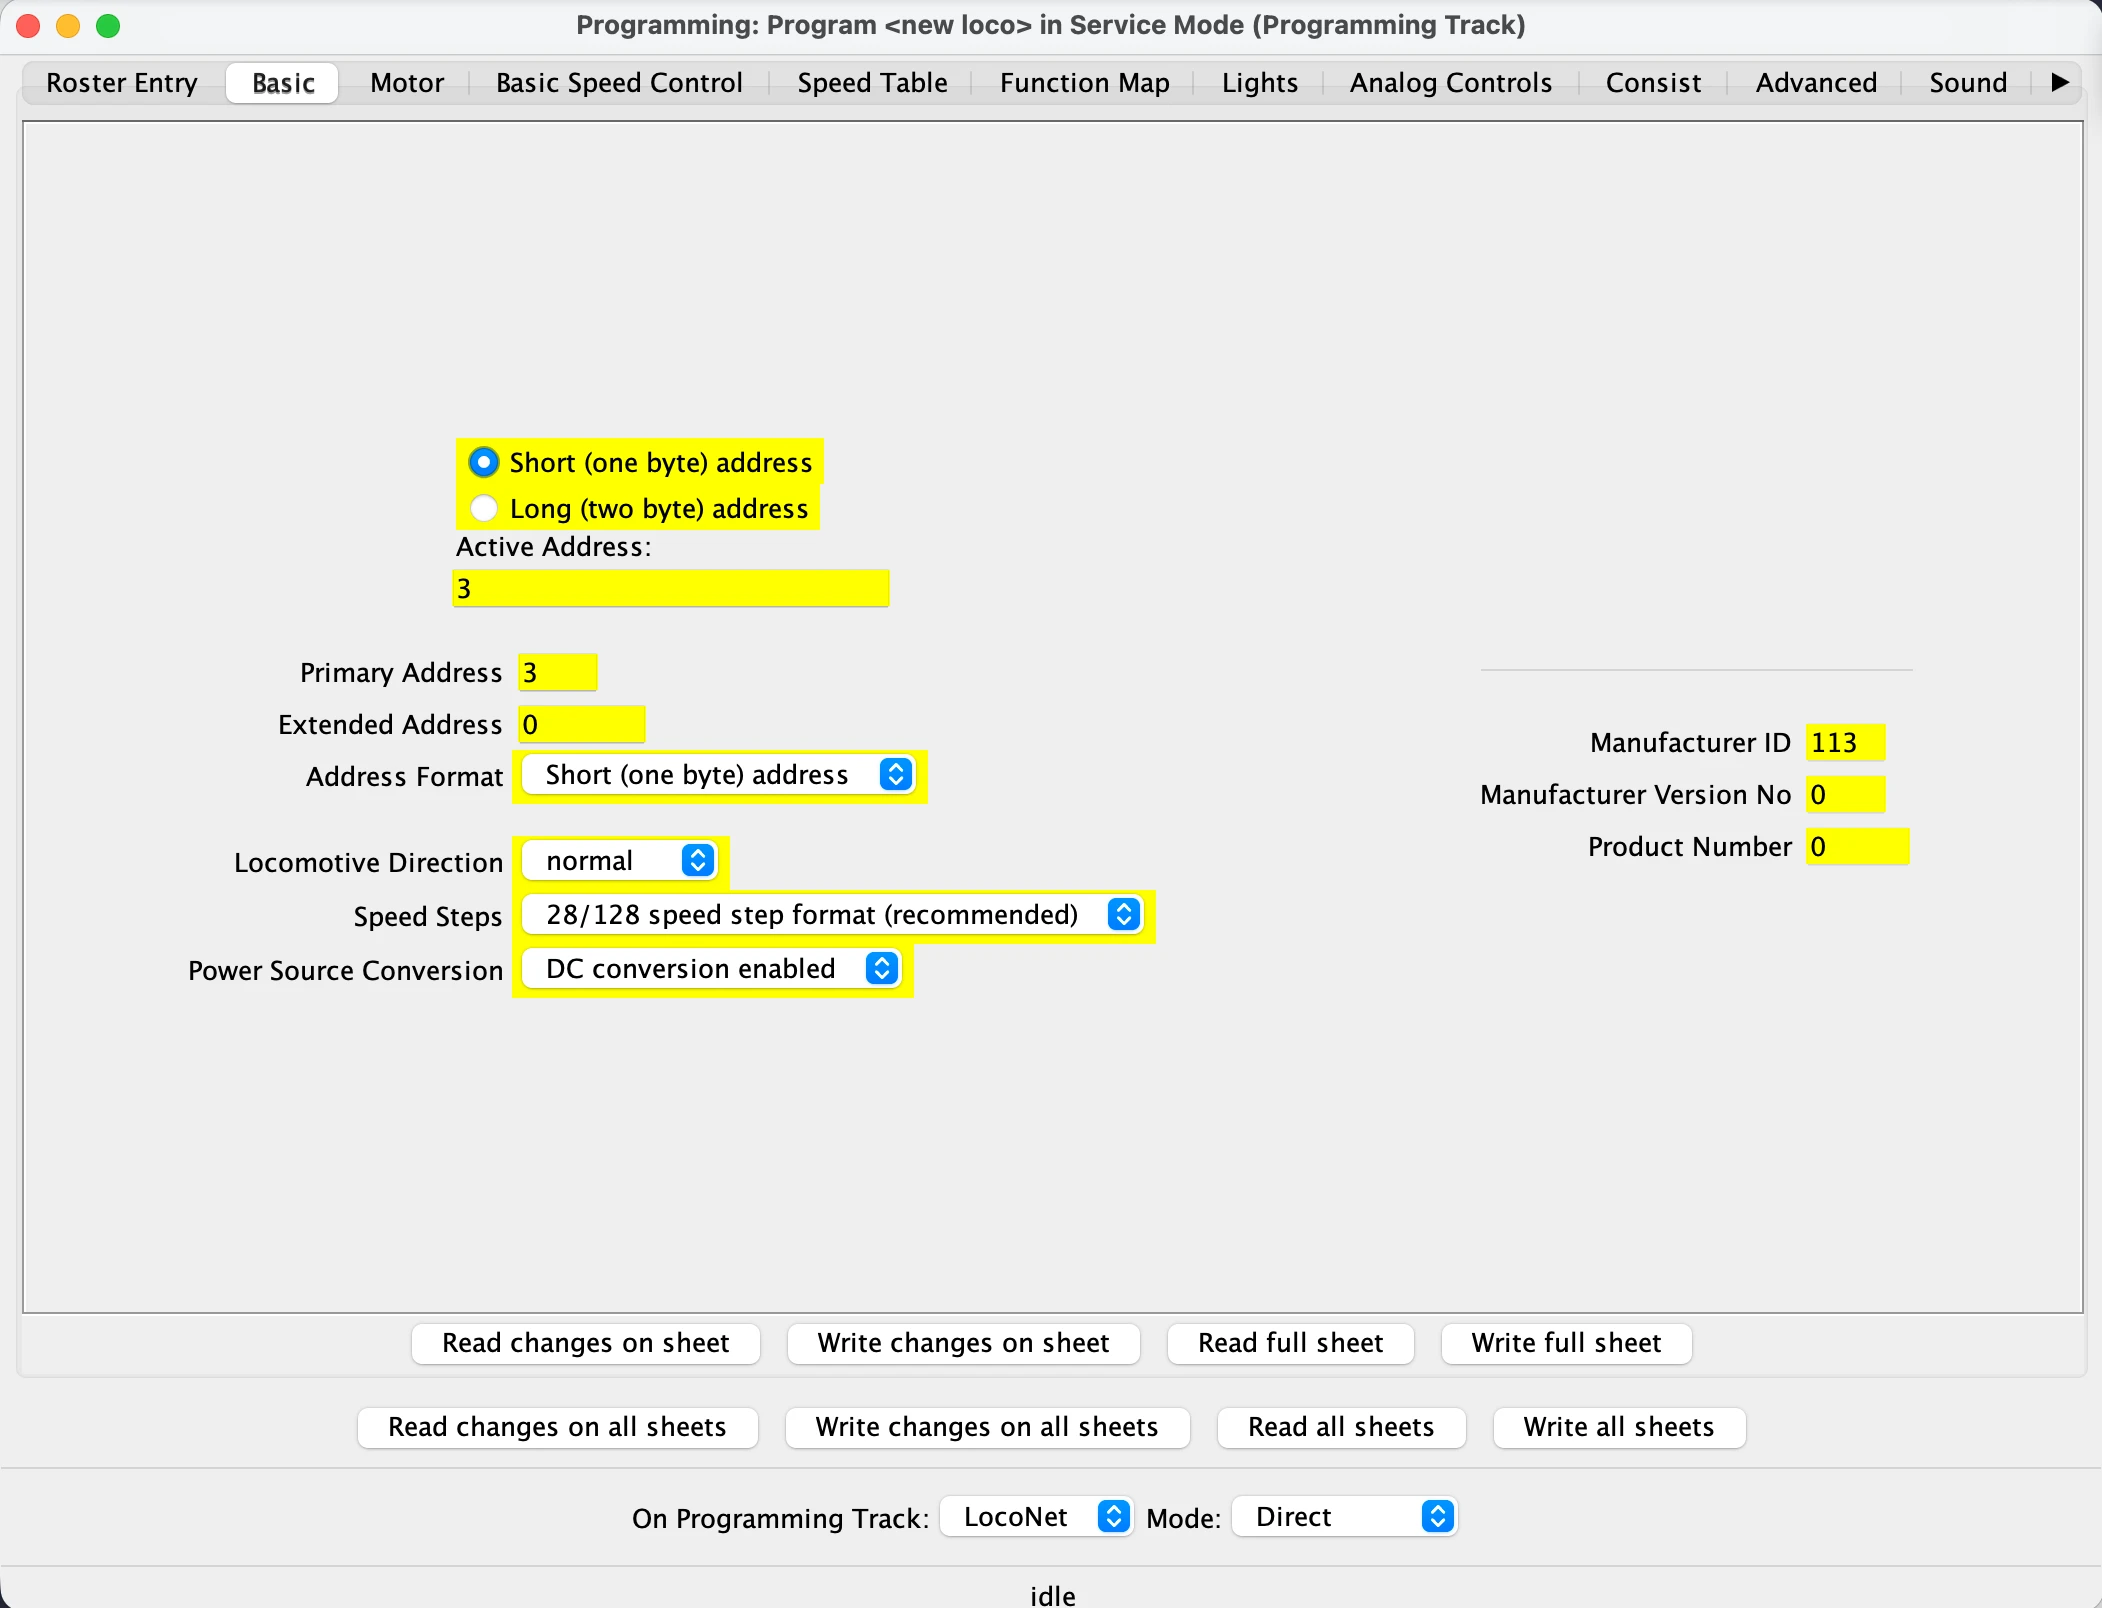 Programming: Program <new loco> in Service Mode (Programming Track)
Roster Entry Basic Motor Basic Speed Control Speed Table Function Map Lights Analog Controls Consist Advanced Sound
Short (one byte) address
Long (two byte) address
Active Address:
3
Primary Address 3
Extended Address 0
Address Format Short (one byte) address
Locomotive Direction normal
Speed Steps 28/128 speed step format (recommended)
Power Source Conversion DC conversion enabled
Manufacturer ID 113
Manufacturer Version No 0
Product Number 0
Read changes on sheet Write changes on sheet Read full sheet Write full sheet
Read changes on all sheets Write changes on all sheets Read all sheets Write all sheets
On Programming Track: LocoNet Mode: Direct
idle